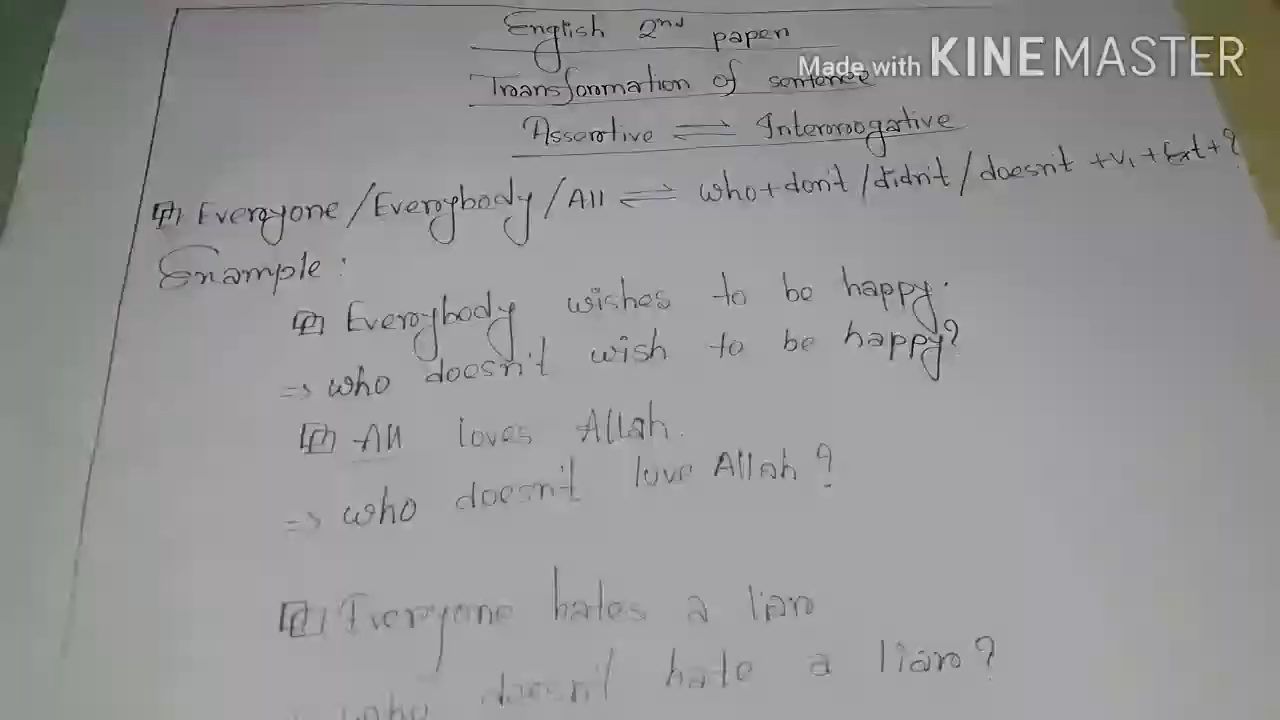 English 2nd paper
Made with KINEMASTER
Transformation of sentence
Assertive ⇌ Interrogative
Everyone/Everybody/All ⇌ who+don't/didn't/doesn't +V₁+Ext+?
Example:
Everybody wishes to be happy.
⇒ who doesn't wish to be happy?
All loves Allah.
⇒ who doesn't love Allah?
Everyone hates a liar
who doesn't hate a liar?